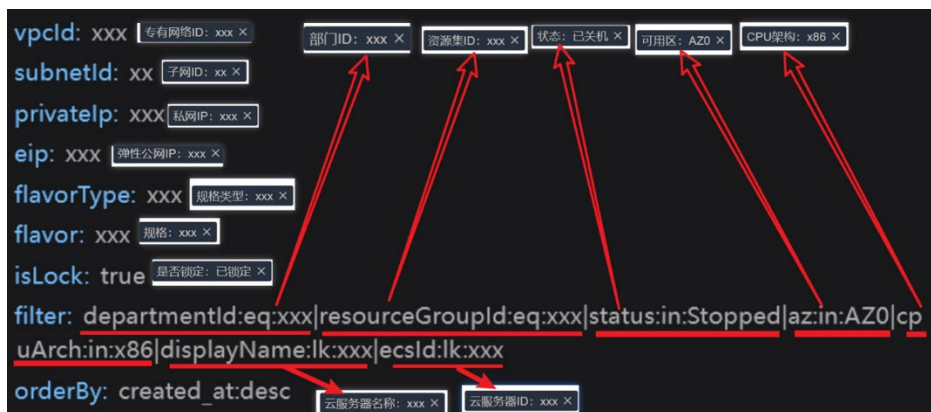 vpcId: xxx 专有网络ID: xxx × 部门ID: xxx × 资源集ID: xxx × 状态: 已关机 × 可用区: AZ0 × CPU架构: x86 ×
subnetId: xx 子网ID: xx ×
privateIp: xxx 私网IP: xxx ×
eip: xxx 弹性公网IP: xxx ×
flavorType: xxx 规格类型: xxx ×
flavor: xxx 规格: xxx ×
isLock: true 是否锁定: 已锁定 ×
filter: departmentId:eq:xxx|resourceGroupId:eq:xxx|status:in:Stopped|az:in:AZ0|cp
uArch:in:x86|displayName:lk:xxx|ecsId:lk:xxx
orderBy: created_at:desc 云服务器名称: xxx × 云服务器ID: xxx ×